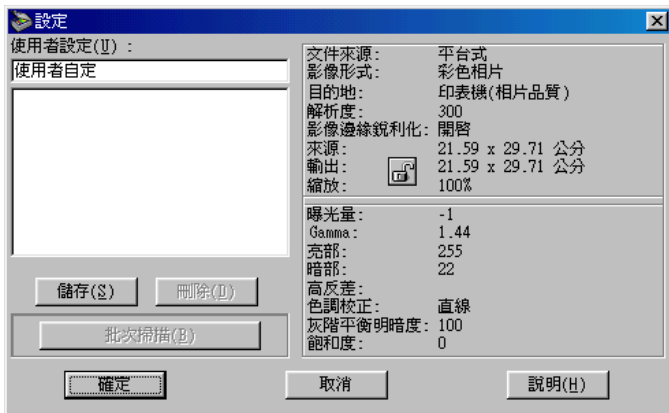 設定
使用者設定(U) :
使用者自定
儲存(S)
刪除(D)
批次掃描(B)
文件來源: 平台式
影像形式: 彩色相片
目的地: 印表機(相片品質)
解析度: 300
影像邊緣銳利化: 開啓
來源: 21.59 x 29.71 公分
輸出: 21.59 x 29.71 公分
縮放: 100%
曝光量: -1
Gamma: 1.44
亮部: 255
暗部: 22
高反差:
色調校正: 直線
灰階平衡明暗度: 100
飽和度: 0
確定
取消
說明(H)